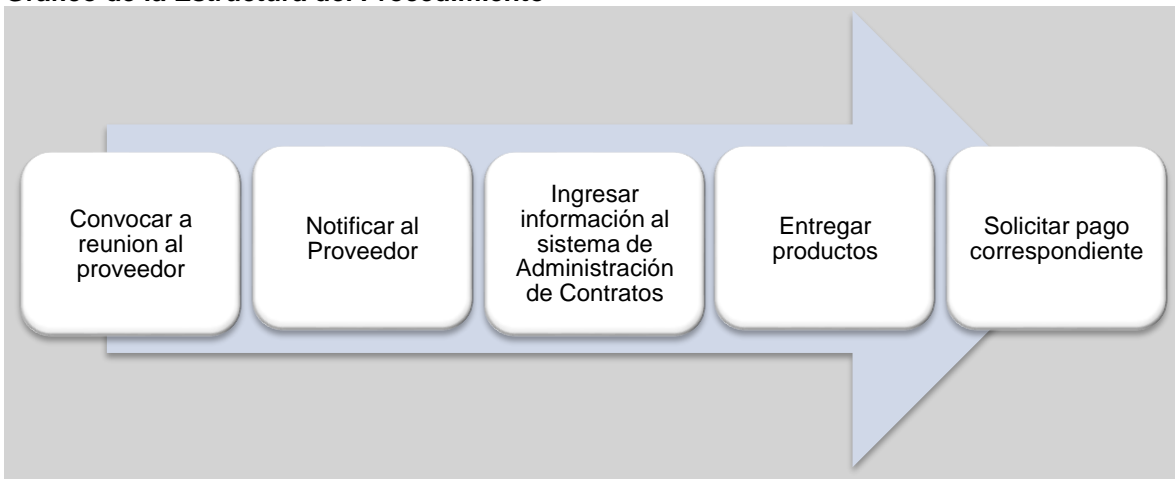 Gráfico de la Estructura del Procedimiento
Convocar a
reunion al
proveedor
Notificar al
Proveedor
Ingresar
información al
sistema de
Administración
de Contratos
Entregar
productos
Solicitar pago
correspondiente